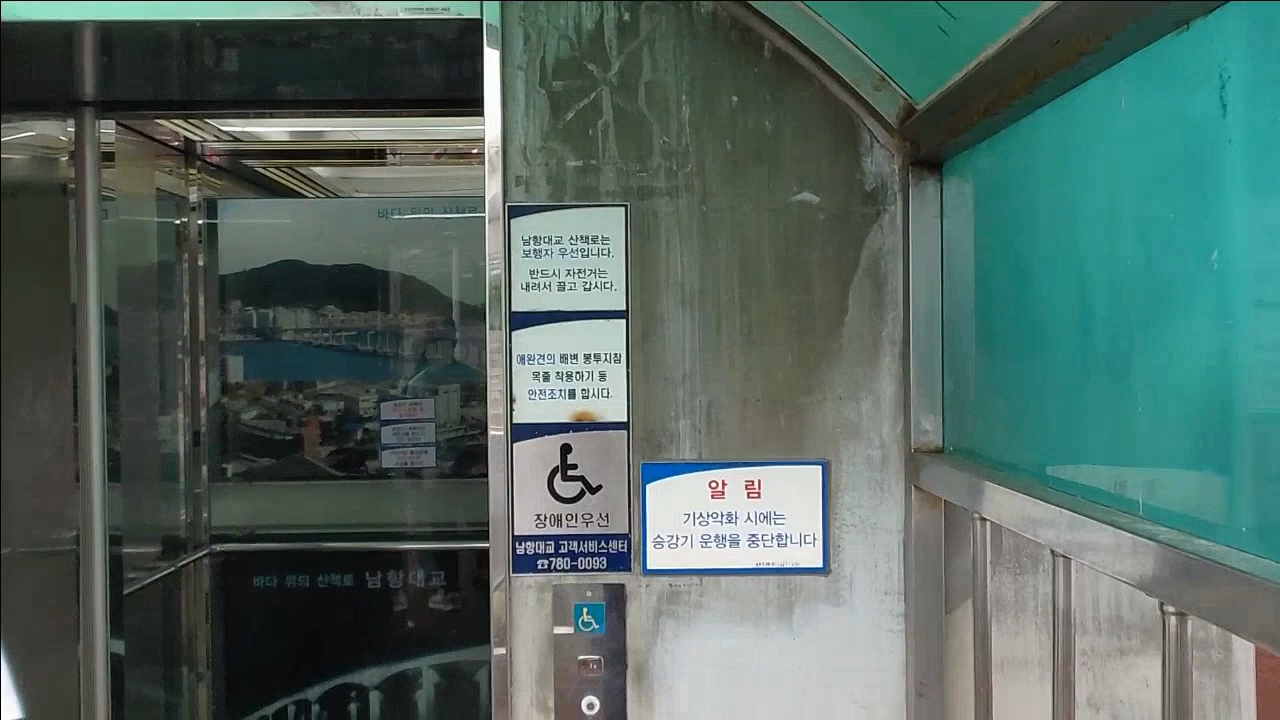 바다 위의 산책로
남항대교 산책로는
보행자 우선입니다.
반드시 자전거는
내려서 끌고 갑시다.
애완견의 배변 봉투지참
목줄 착용하기 등
안전조치를 합시다.
장애인우선
남항대교 고객서비스센터
☎780-0093
알 림
기상악화 시에는
승강기 운행을 중단합니다
바다 위의 산책로 남항대교